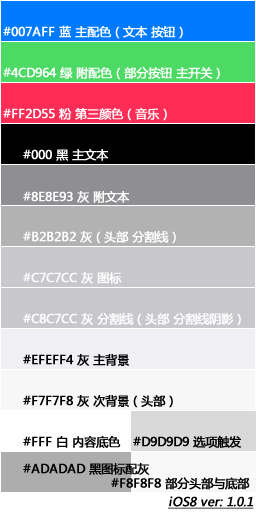 #007AFF 蓝 主配色（文本 按钮）
#4CD964 绿 附配色（部分按钮 主开关）
#FF2D55 粉 第三颜色（音乐）
#000 黑 主文本
#8E8E93 灰 附文本
#B2B2B2 灰（头部 分割线）
#C7C7CC 灰 图标
#C8C7CC 灰 分割线（头部 分割线阴影）
#EFEFF4 灰 主背景
#F7F7F8 灰 次背景（头部）
#FFF 白 内容底色
#D9D9D9 选项触发
#ADADAD 黑图标配灰
#F8F8F8 部分头部与底部
iOS8 ver: 1.0.1